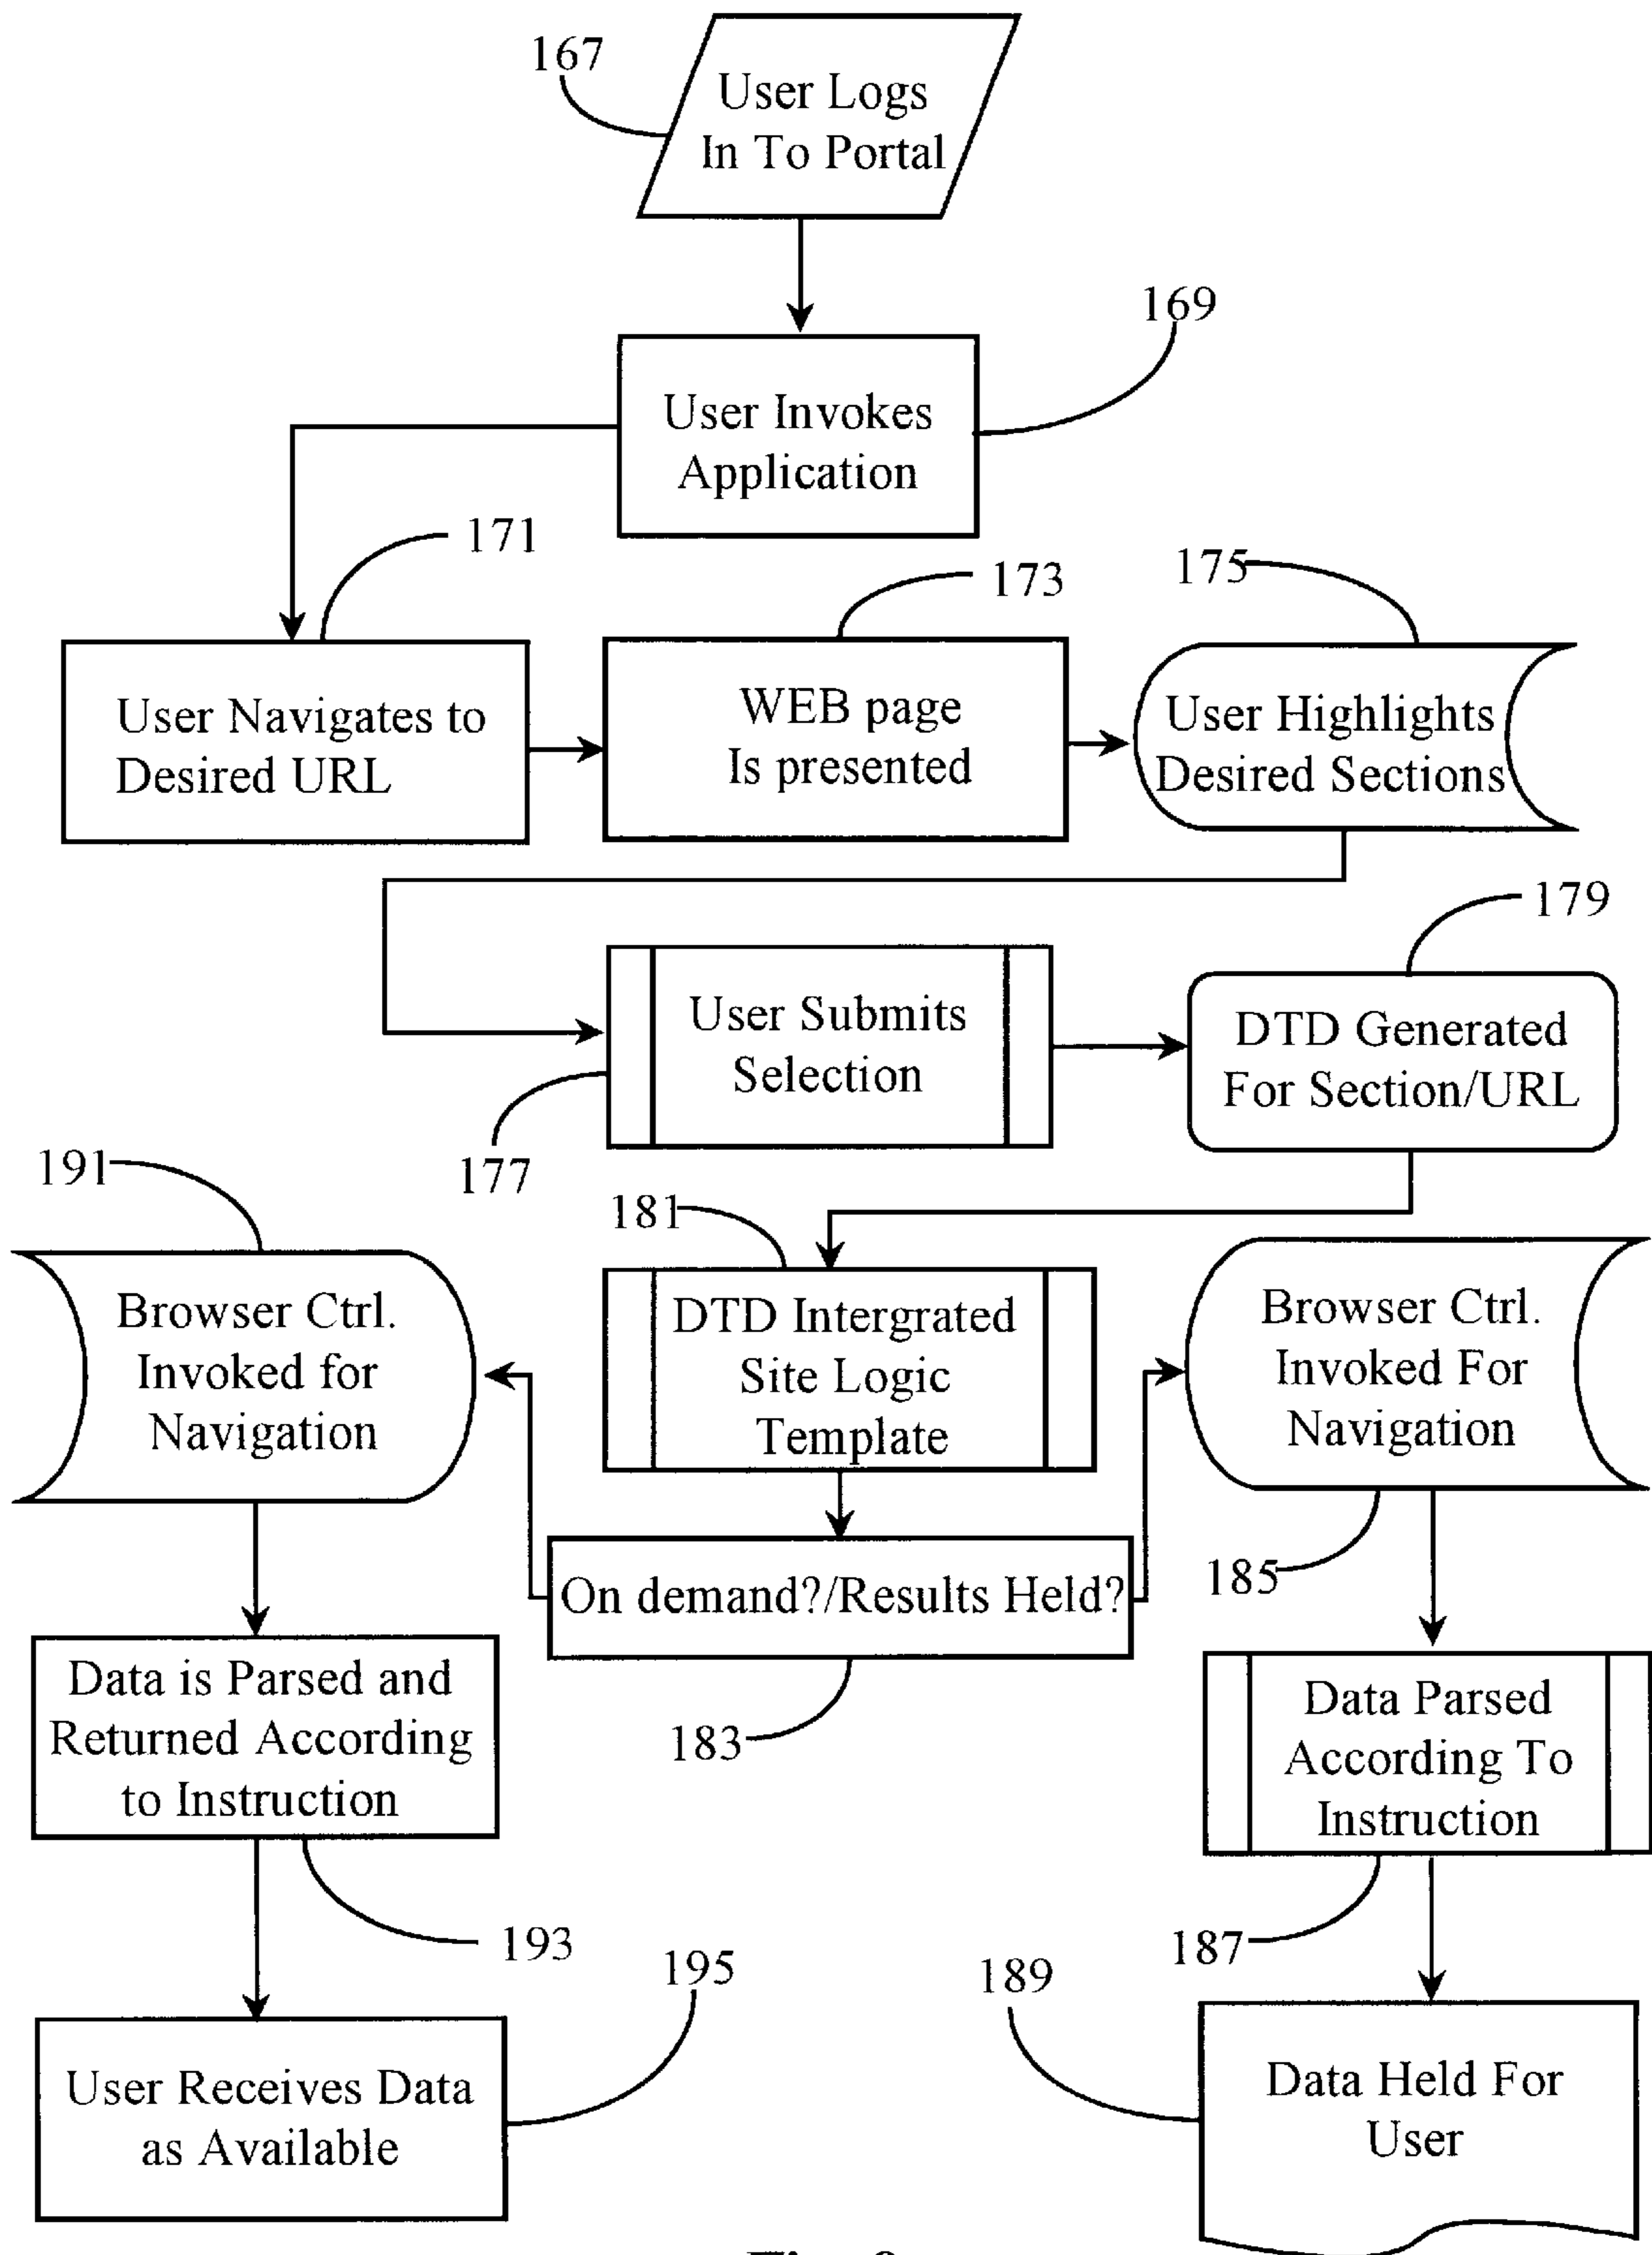 167
User Logs
In To Portal
169
User Invokes
Application
171
173
175
User Navigates to
Desired URL
WEB page
Is presented
User Highlights
Desired Sections
179
User Submits
Selection
DTD Generated
For Section/URL
177
191
181
Browser Ctrl.
Invoked for
Navigation
DTD Intergrated
Site Logic
Template
Browser Ctrl.
Invoked For
Navigation
185
On demand?/Results Held?
183
Data is Parsed and
Returned According
to Instruction
Data Parsed
According To
Instruction
193
187
195
189
User Receives Data
as Available
Data Held For
User